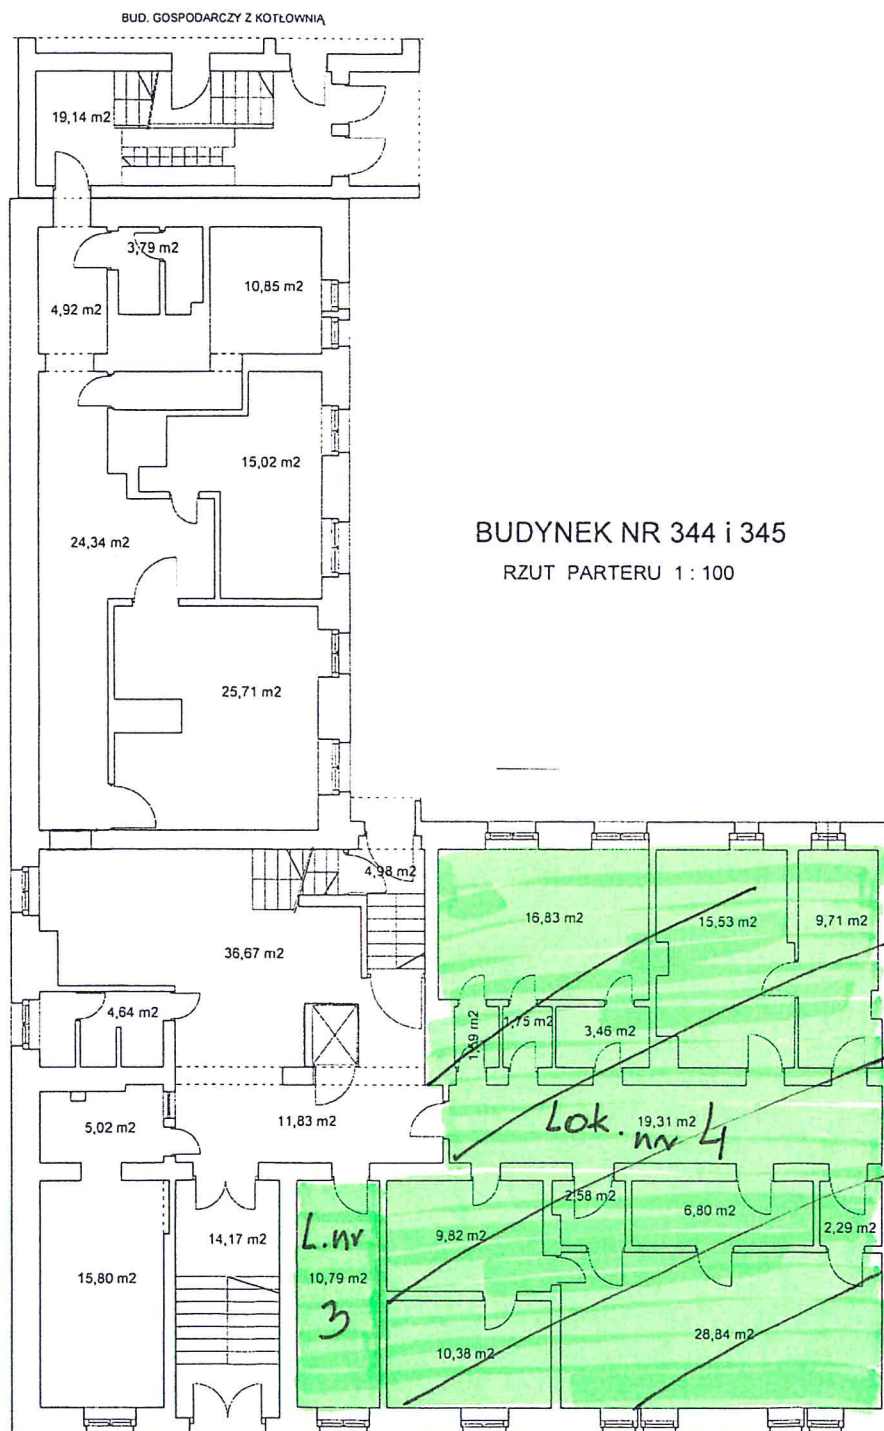 BUD. GOSPODARCZY Z KOTŁOWNIĄ
19,14 m2
3,79 m2
4,92 m2
10,85 m2
15,02 m2
24,34 m2
BUDYNEK NR 344 i 345
RZUT PARTERU 1 : 100
25,71 m2
4,98 m2
16,83 m2
15,53 m2
9,71 m2
36,67 m2
4,64 m2
1,59 m2
1,75 m2
3,46 m2
5,02 m2
11,83 m2
19,31 m2
Lok. nr 4
2,58 m2
6,80 m2
2,29 m2
9,82 m2
14,17 m2
L. nr
10,79 m2
3
15,80 m2
10,38 m2
28,84 m2